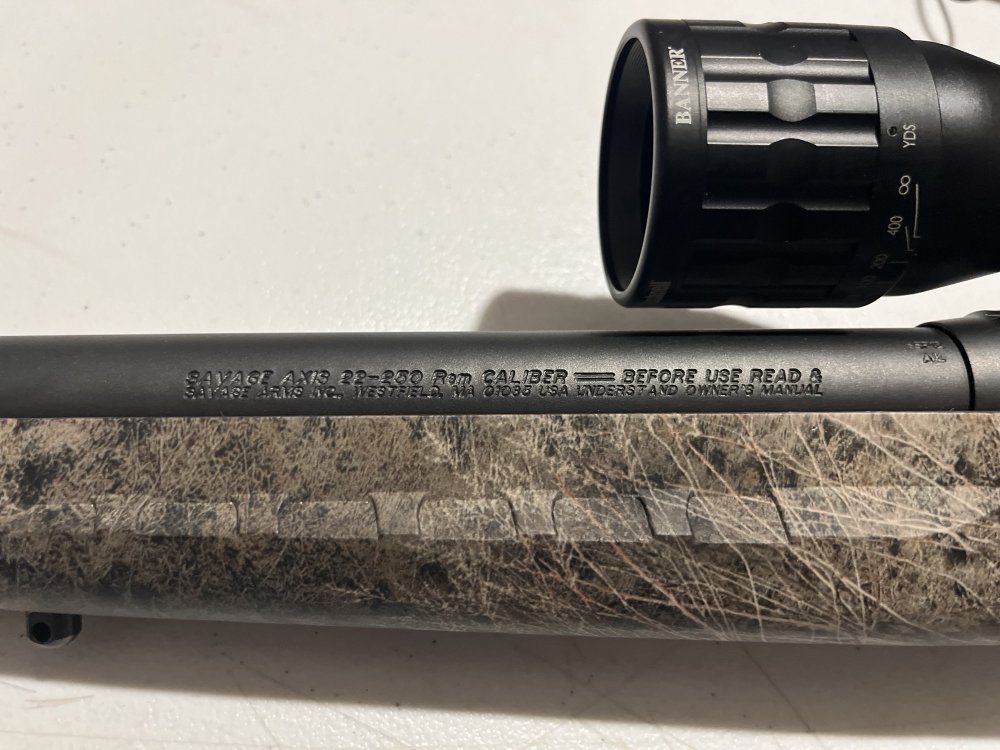 BANNER
YDS
∞
400
200
SAVAGE AXIS 22-250 Rem CALIBER == BEFORE USE READ &
SAVAGE ARMS INC., WESTFIELD, MA 01085 USA UNDERSTAND OWNER'S MANUAL